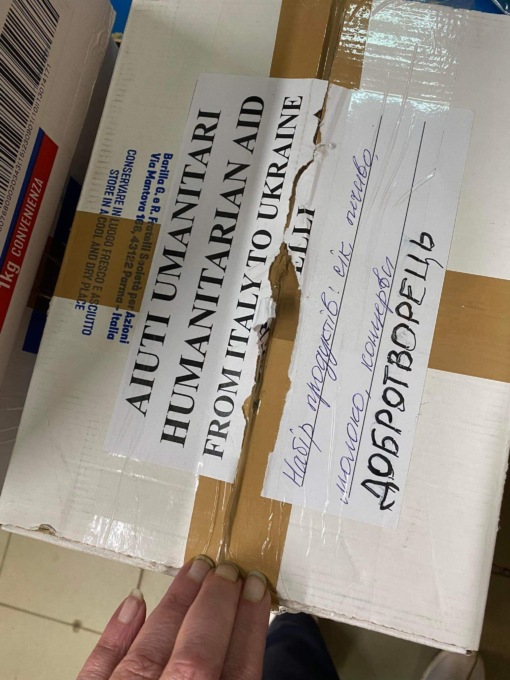 1kg CONVENIENZA
Barilla G. e R. Fratelli Società per Azioni
Via Mantova 166, 43122 Parma - Italia
CONSERVARE IN LUOGO FRESCO E ASCIUTTO
STORE IN A COOL AND DRY PLACE
AIUTI UMANITARI
HUMANITARIAN AID
FROM ITALY TO UKRAINE
ELLI
Набір продуктів: сік, печиво,
молоко, консерви
ДОБРОТВОРЕЦЬ